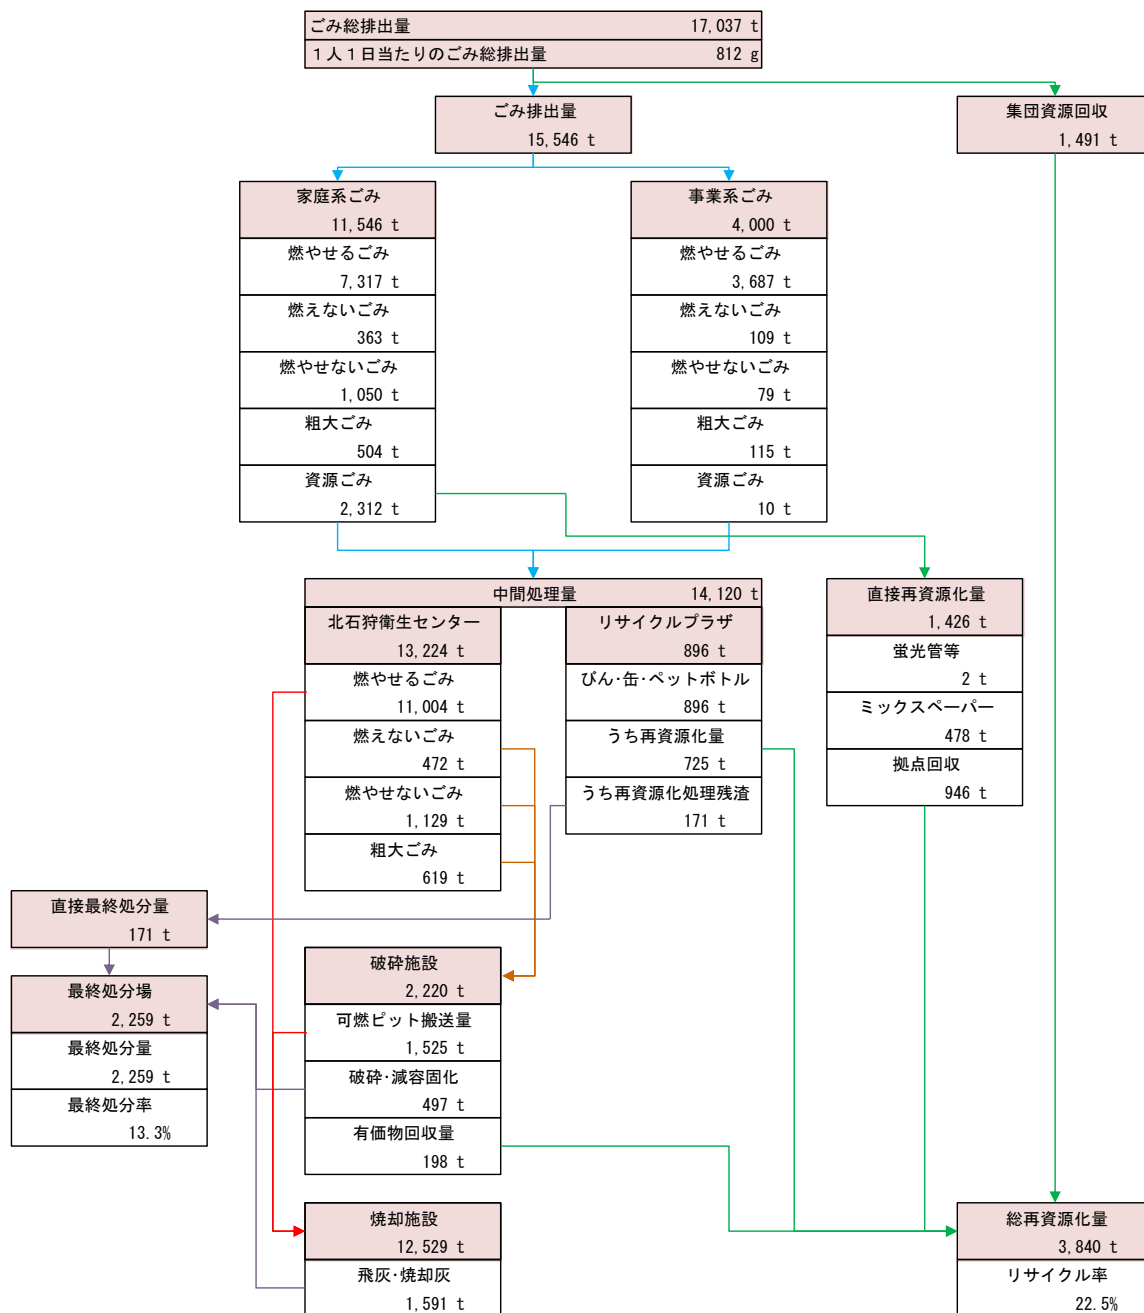 ごみ総排出量 17,037 t
1人1日当たりのごみ総排出量 812 g
ごみ排出量
15,546 t
集団資源回収
1,491 t
家庭系ごみ
11,546 t
燃やせるごみ
7,317 t
燃えないごみ
363 t
燃やせないごみ
1,050 t
粗大ごみ
504 t
資源ごみ
2,312 t
事業系ごみ
4,000 t
燃やせるごみ
3,687 t
燃えないごみ
109 t
燃やせないごみ
79 t
粗大ごみ
115 t
資源ごみ
10 t
中間処理量 14,120 t
北石狩衛生センター
13,224 t
燃やせるごみ
11,004 t
燃えないごみ
472 t
燃やせないごみ
1,129 t
粗大ごみ
619 t
リサイクルプラザ
896 t
びん・缶・ペットボトル
896 t
うち再資源化量
725 t
うち再資源化処理残渣
171 t
直接再資源化量
1,426 t
蛍光管等
2 t
ミックスペーパー
478 t
拠点回収
946 t
直接最終処分量
171 t
最終処分場
2,259 t
最終処分量
2,259 t
最終処分率
13.3%
破砕施設
2,220 t
可燃ピット搬送量
1,525 t
破砕・減容固化
497 t
有価物回収量
198 t
焼却施設
12,529 t
飛灰・焼却灰
1,591 t
総再資源化量
3,840 t
リサイクル率
22.5%